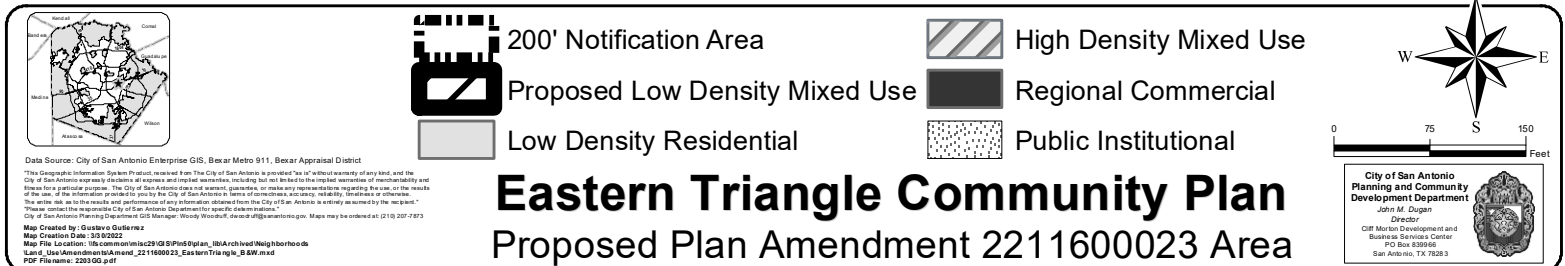 Kendall
Comal
Bandera
Guadalupe
Medina
Wilson
Atascosa
Data Source: City of San Antonio Enterprise GIS, Bexar Metro 911, Bexar Appraisal District
"This Geographic Information System Product, received from The City of San Antonio is provided "as is" without warranty of any kind, and the
City of San Antonio expressly disclaims all express and implied warranties, including but not limited to the implied warranties of merchantability and
fitness for a particular purpose. The City of San Antonio does not warrant, guarantee, or make any representations regarding the use, or the results
of the use, of the information provided to you by the City of San Antonio in terms of correctness, accuracy, reliability, timeliness or otherwise.
The entire risk as to the results and performance of any information obtained from the City of San Antonio is entirely assumed by the recipient."
"Please contact the responsible City of San Antonio Department for specific determinations."
City of San Antonio Planning Department GIS Manager: Woody Woodruff, dwoodruff@sanantonio.gov. Maps may be ordered at: (210) 207-7873
Map Created by: Gustavo Gutierrez
Map Creation Date: 3/30/2022
Map File Location: \\fscommon\misc29\GIS\Pln50\plan_lib\Archived\Neighborhoods
\Land_Use\Amendments\Amend_2211600023_EasternTriangle_B&W.mxd
PDF Filename: 2203GG.pdf
200' Notification Area
Proposed Low Density Mixed Use
Low Density Residential
High Density Mixed Use
Regional Commercial
Public Institutional
Eastern Triangle Community Plan
Proposed Plan Amendment 2211600023 Area
W E
S
0 75 150
Feet
City of San Antonio
Planning and Community
Development Department
John M. Dugan
Director
Cliff Morton Development and
Business Services Center
PO Box 839966
San Antonio, TX 78283